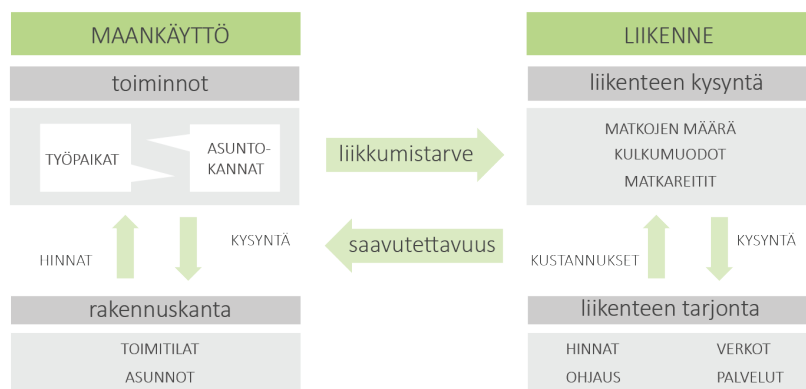 MAANKÄYTTÖ
toiminnot
TYÖPAIKAT
ASUNTO-
KANNAT
HINNAT
KYSYNTÄ
rakennuskanta
TOIMITILAT
ASUNNOT
liikkumistarve
saavutettavuus
LIIKENNE
liikenteen kysyntä
MATKOJEN MÄÄRÄ
KULKUMUODOT
MATKAREITIT
KUSTANNUKSET
KYSYNTÄ
liikenteen tarjonta
HINNAT VERKOT
OHJAUS PALVELUT